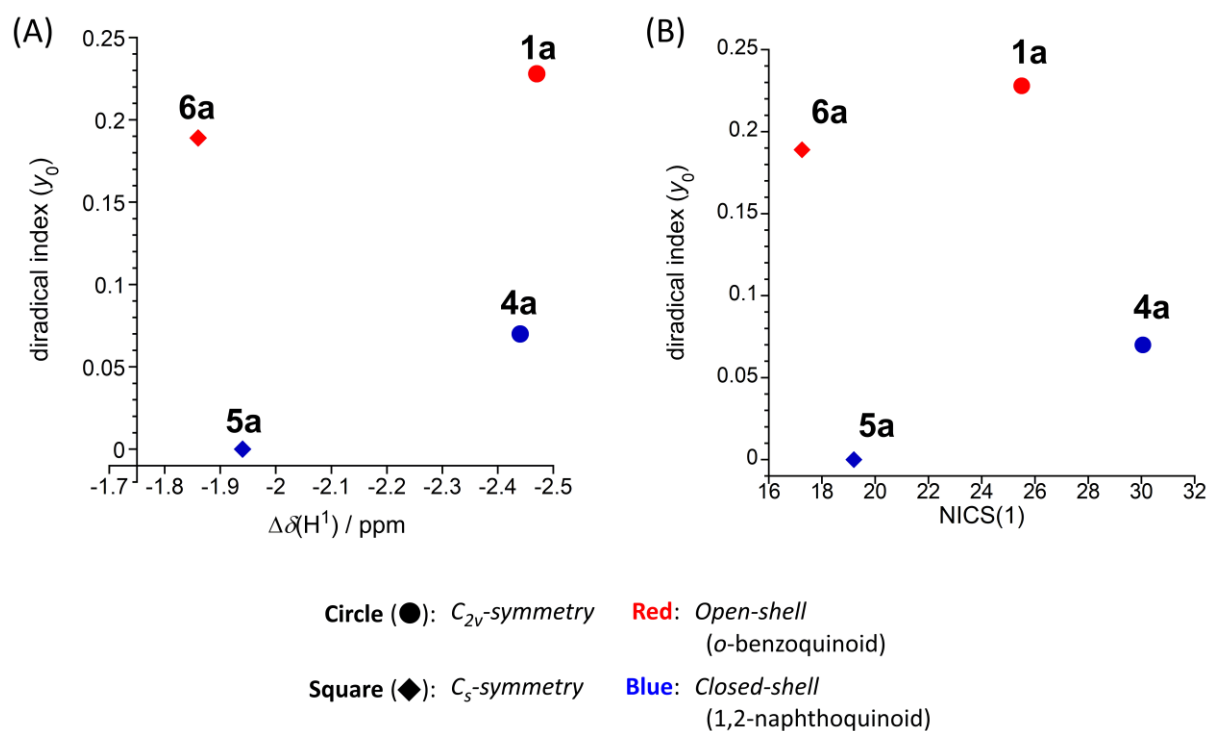 (A)
diradical index (y₀)
0.25
0.2
0.15
0.1
0.05
0
1a
6a
4a
5a
-1.7 -1.8 -1.9 -2 -2.1 -2.2 -2.3 -2.4 -2.5
Δδ(H¹) / ppm
(B)
diradical index (y₀)
0.25
0.2
0.15
0.1
0.05
0
1a
6a
4a
5a
16 18 20 22 24 26 28 30 32
NICS(1)
Circle (●): C₂ᵥ-symmetry Red: Open-shell
(o-benzoquinoid)
Square (◆): Cₛ-symmetry Blue: Closed-shell
(1,2-naphthoquinoid)